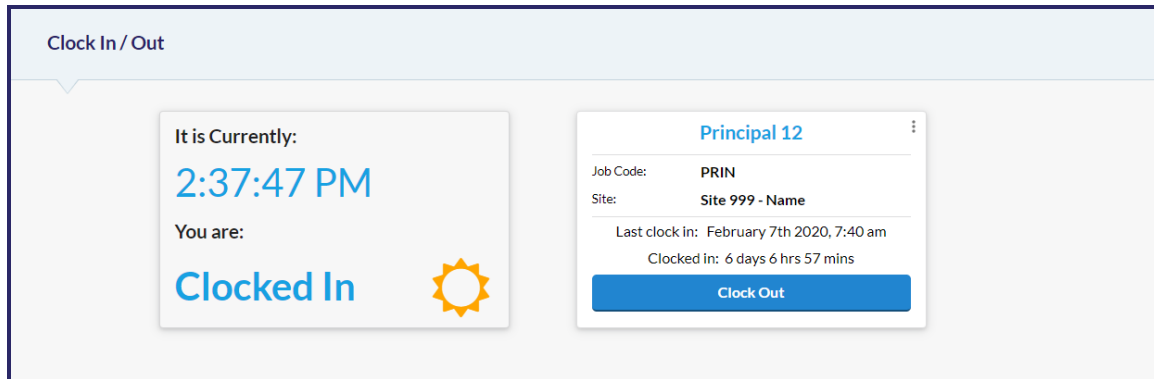 Clock In / Out
It is Currently:
2:37:47 PM
You are:
Clocked In
Principal 12
Job Code: PRIN
Site: Site 999 - Name
Last clock in: February 7th 2020, 7:40 am
Clocked in: 6 days 6 hrs 57 mins
Clock Out